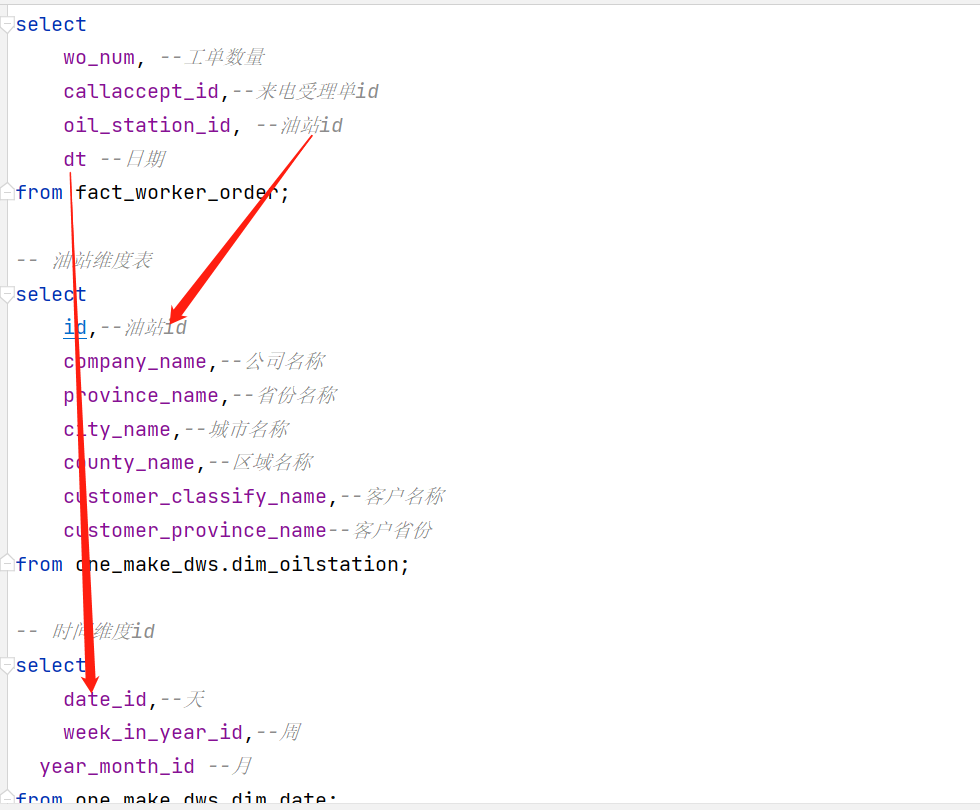 select
    wo_num, --工单数量
    callaccept_id,--来电受理单id
    oil_station_id, --油站id
    dt --日期
from fact_worker_order;
-- 油站维度表
select
    id,--油站id
    company_name,--公司名称
    province_name,--省份名称
    city_name,--城市名称
    county_name,--区域名称
    customer_classify_name,--客户名称
    customer_province_name--客户省份
from one_make_dws.dim_oilstation;
-- 时间维度id
select
    date_id,--天
    week_in_year_id,--周
  year_month_id --月
from one_make_dws.dim_date;